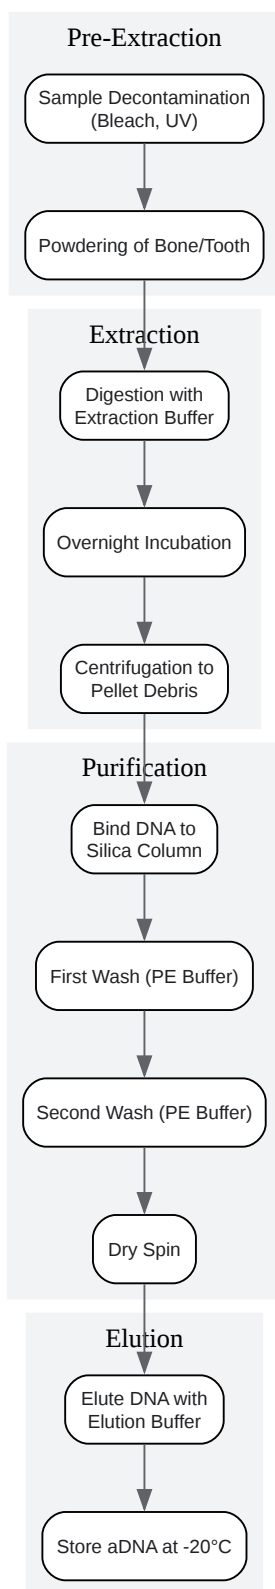 Pre-Extraction
Sample Decontamination
(Bleach, UV)
Powdering of Bone/Tooth
Extraction
Digestion with
Extraction Buffer
Overnight Incubation
Centrifugation to
Pellet Debris
Purification
Bind DNA to
Silica Column
First Wash (PE Buffer)
Second Wash (PE Buffer)
Dry Spin
Elution
Elute DNA with
Elution Buffer
Store aDNA at -20°C